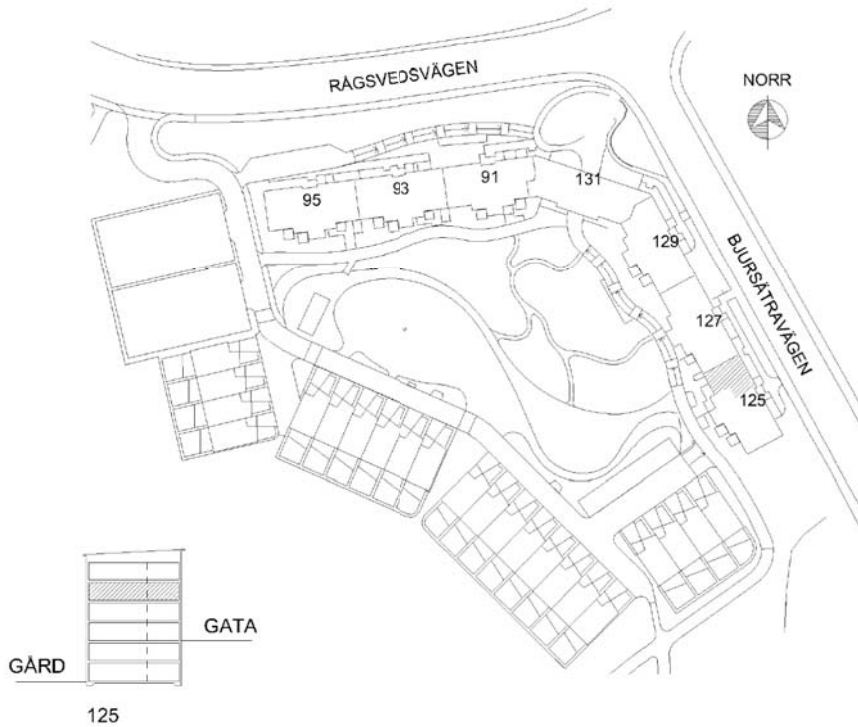 RÅGSVEDSVÄGEN
NORR
95
93
91
131
129
127
125
BJURSÄTRAVÄGEN
GATA
GÅRD
125